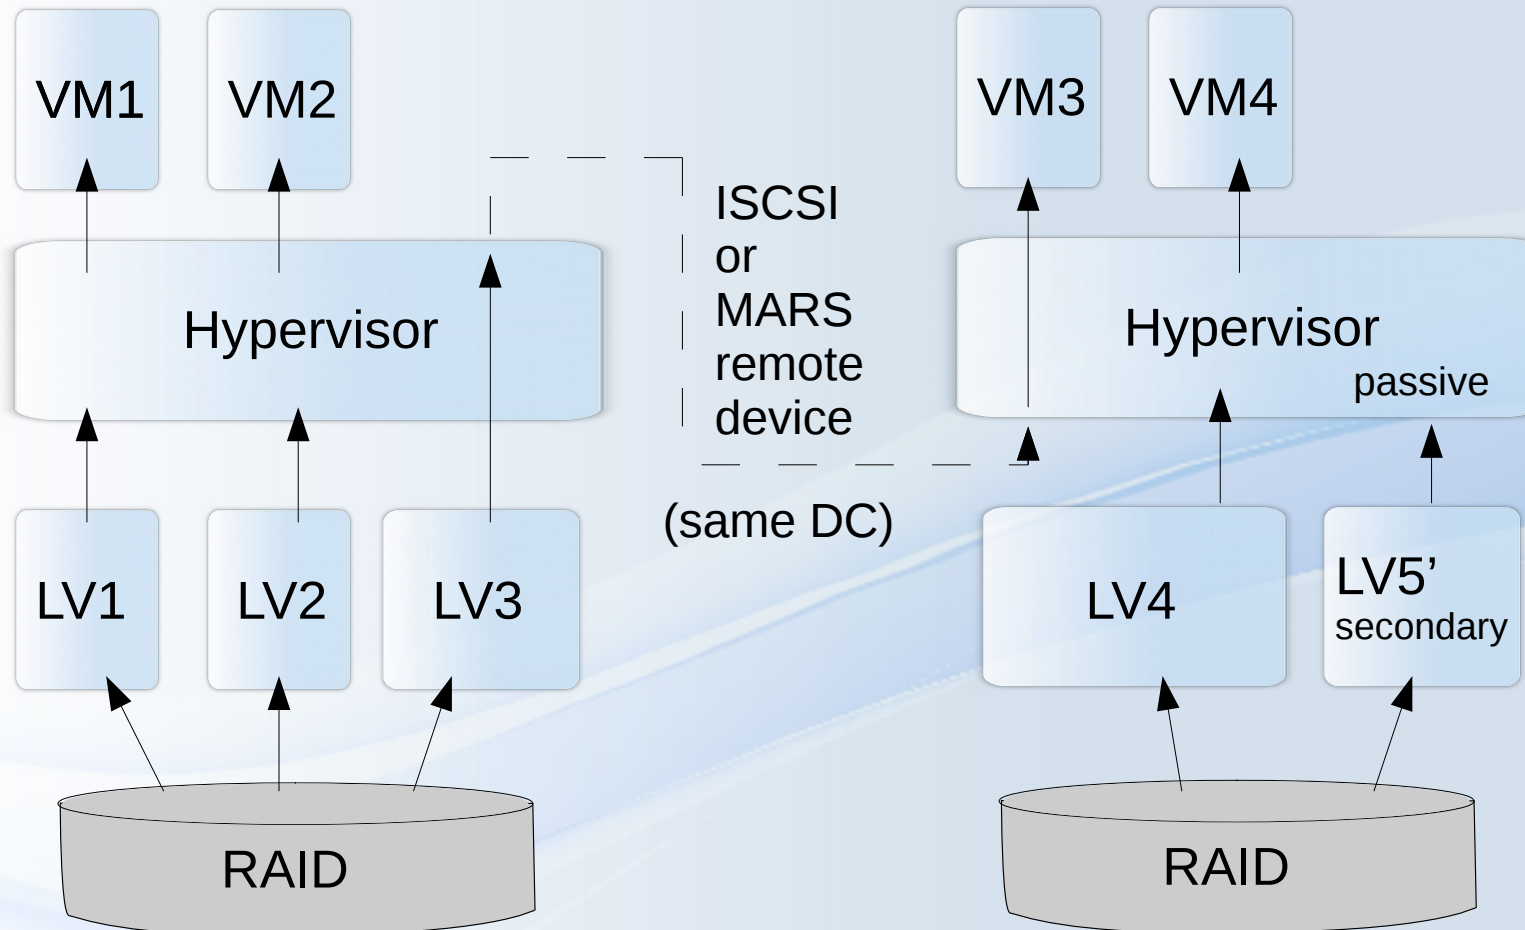 VM1
VM2
VM3
VM4
ISCSI
or
MARS
remote
device
Hypervisor
Hypervisor
passive
(same DC)
LV1
LV2
LV3
LV4
LV5’
secondary
RAID
RAID